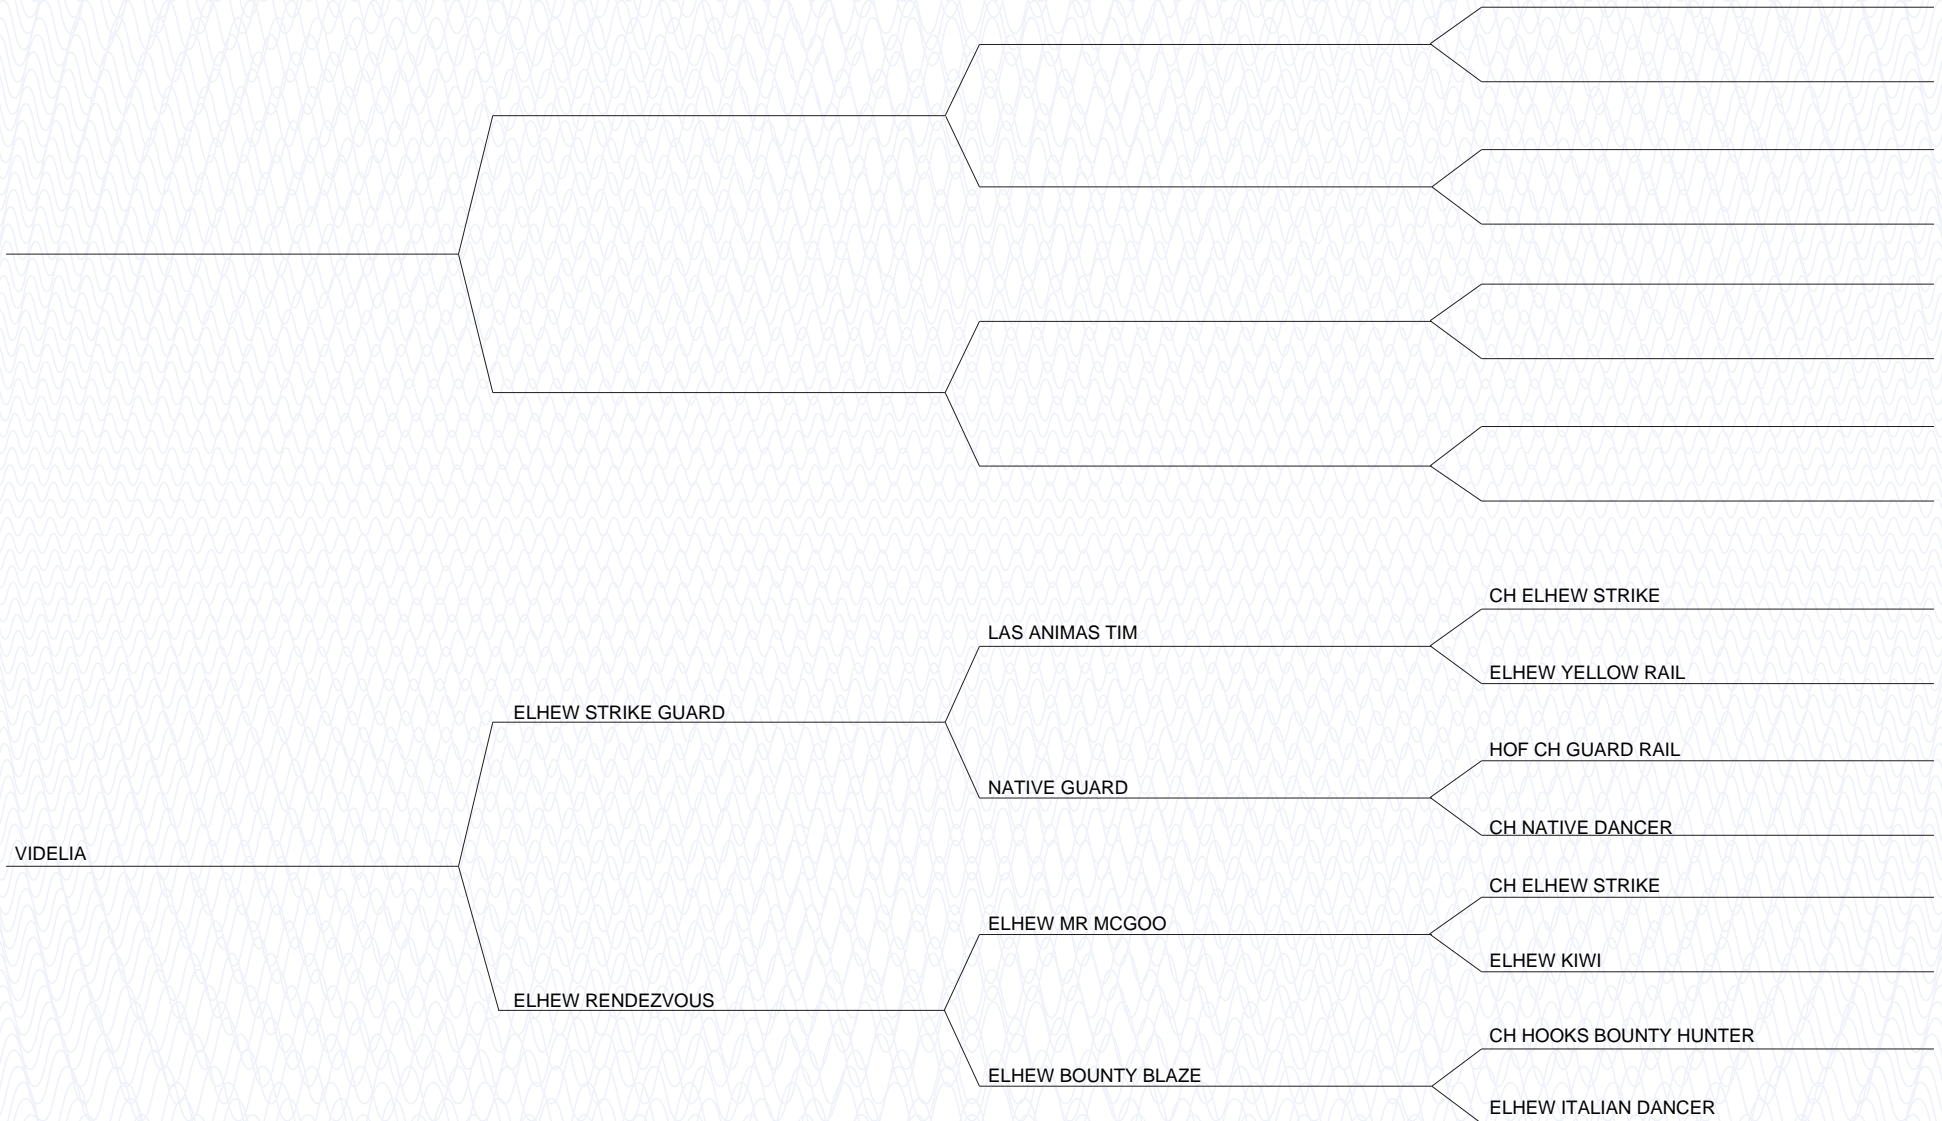 CH ELHEW STRIKE
LAS ANIMAS TIM
ELHEW YELLOW RAIL
ELHEW STRIKE GUARD
HOF CH GUARD RAIL
NATIVE GUARD
CH NATIVE DANCER
VIDELIA
CH ELHEW STRIKE
ELHEW MR MCGOO
ELHEW KIWI
ELHEW RENDEZVOUS
CH HOOKS BOUNTY HUNTER
ELHEW BOUNTY BLAZE
ELHEW ITALIAN DANCER